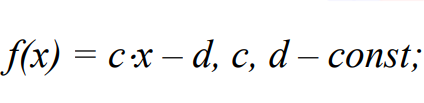 f(x) = c·x – d, c, d – const;